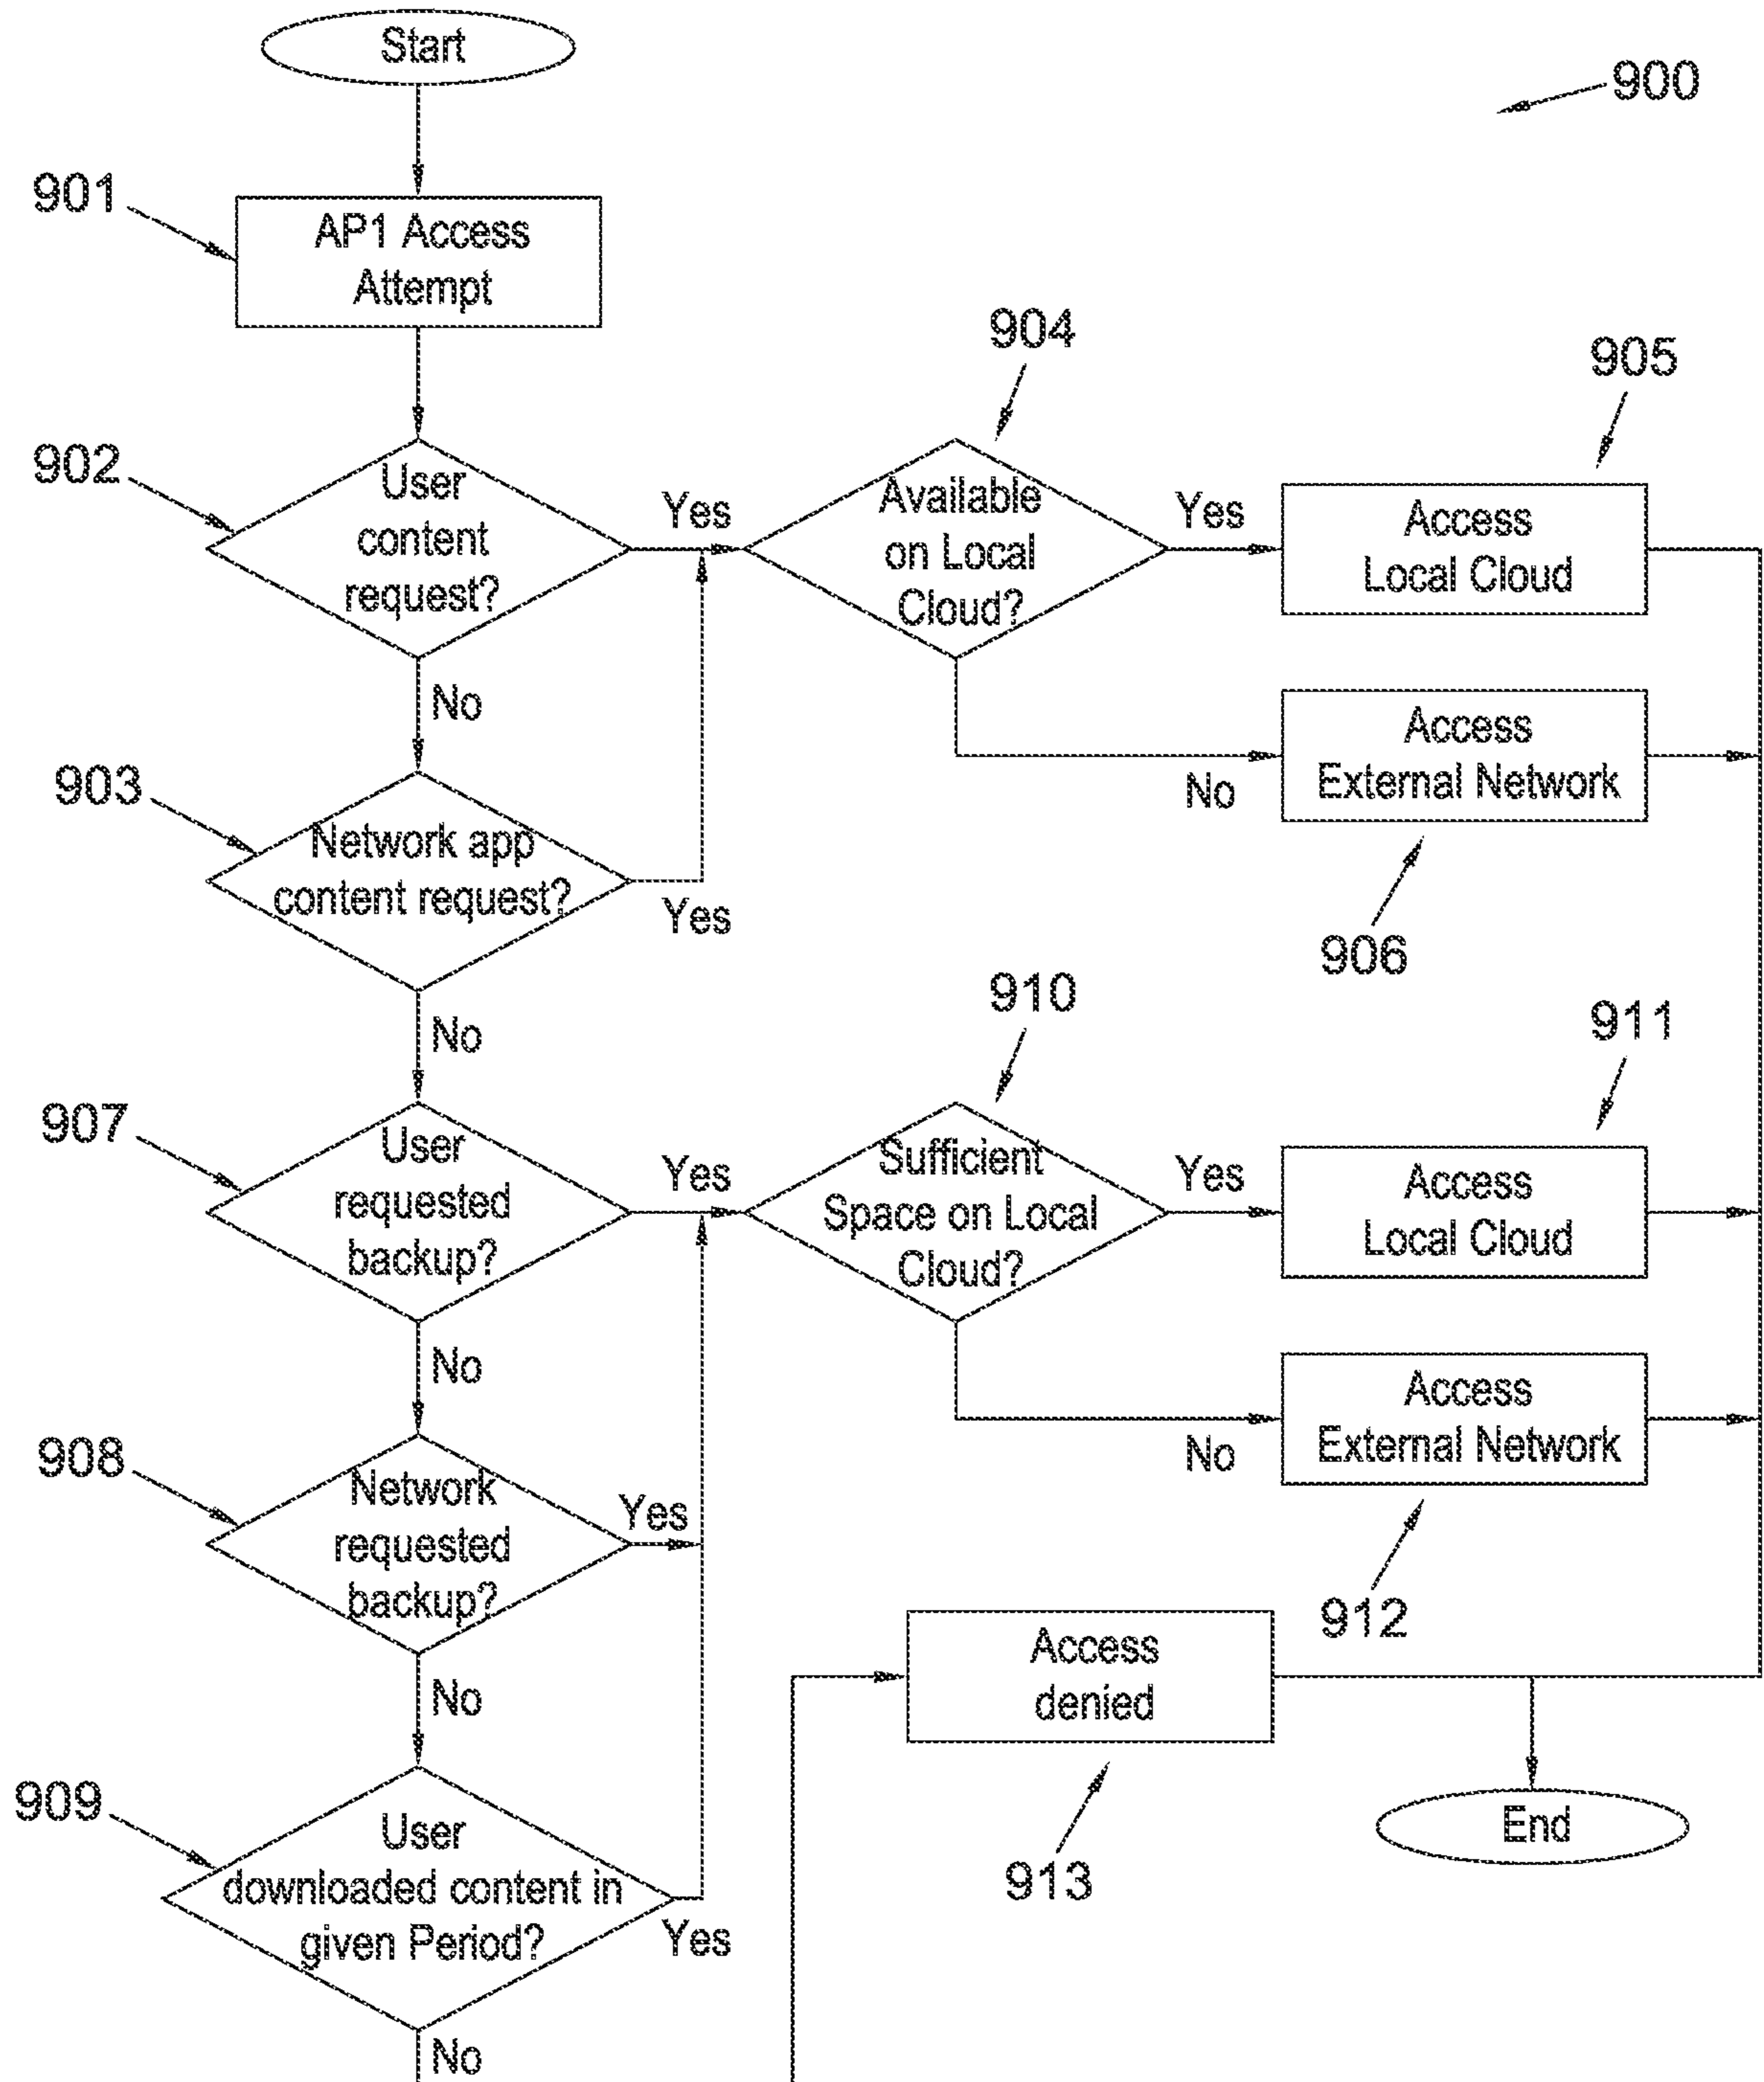 Start
900
901
AP1 Access
Attempt
904
905
902
User
content
request?
Yes
Available
on Local
Cloud?
Yes
Access
Local Cloud
No
Access
External Network
No
906
903
Network app
content request?
Yes
No
910
911
907
User
requested
backup?
Yes
Sufficient
Space on Local
Cloud?
Yes
Access
Local Cloud
No
Access
External Network
No
912
908
Network
requested
backup?
Yes
No
Access
denied
913
End
909
User
downloaded content in
given Period?
Yes
No